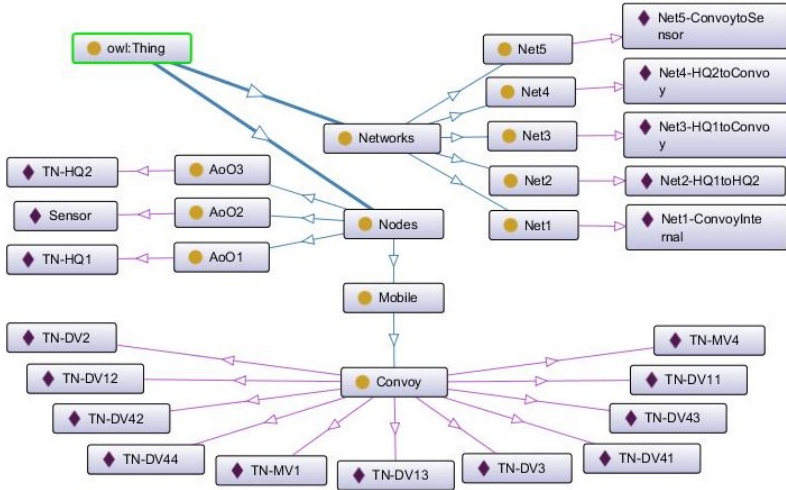 owl:Thing
Net5
Net5-ConvoytoSe
nsor
Net4
Net4-HQ2toConvo
y
Networks
Net3
Net3-HQ1toConvo
y
TN-HQ2
AoO3
Net2
Net2-HQ1toHQ2
Sensor
AoO2
Nodes
Net1
Net1-ConvoyInte
rnal
TN-HQ1
AoO1
Mobile
TN-DV2
TN-MV4
TN-DV12
Convoy
TN-DV11
TN-DV42
TN-DV43
TN-DV44
TN-MV1
TN-DV13
TN-DV3
TN-DV41